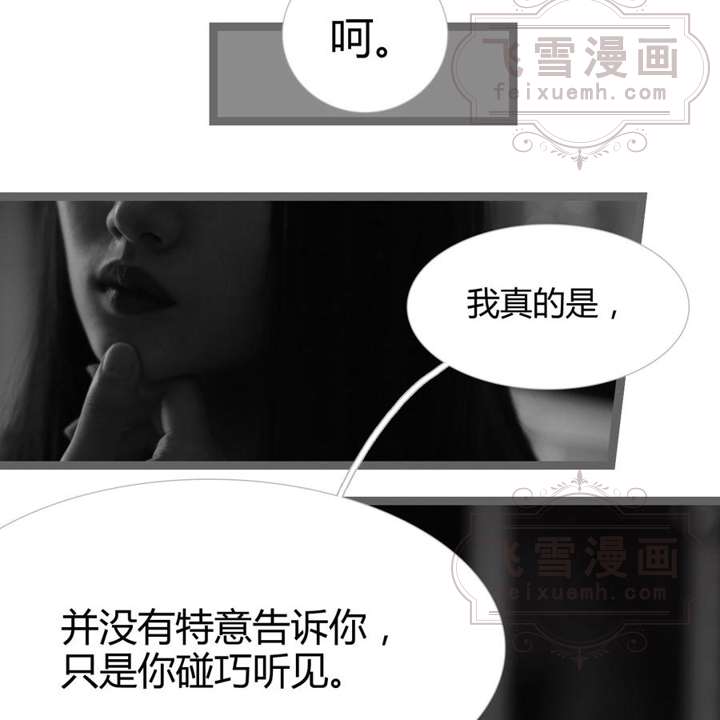 呵。
飞雪漫画
feixuemh.com
我真的是，
飞雪漫画
feixuemh.com
并没有特意告诉你，
只是你碰巧听见。